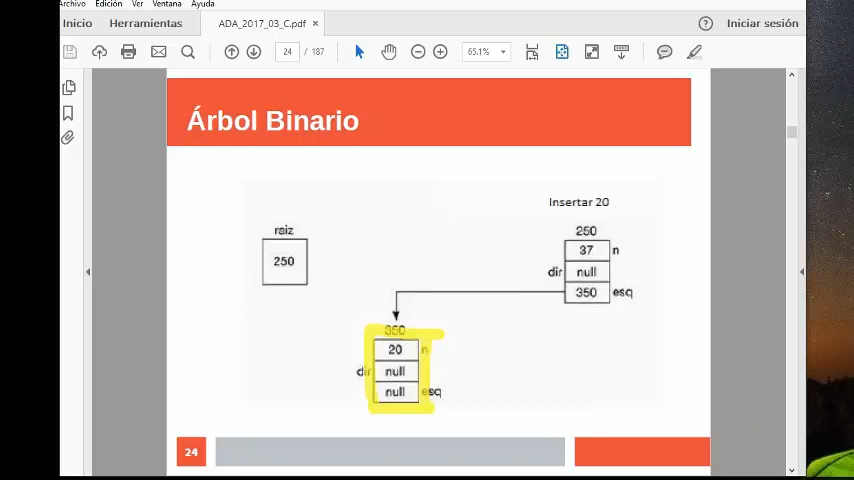 Archivo Edición Ver Ventana Ayuda
Inicio Herramientas ADA_2017_03_C.pdf × ? Iniciar sesión
24 / 187 65.1%
Árbol Binario
Insertar 20
raiz
250
250
37 n
dir null
350 esq
350
20 n
dir null
null esq
24